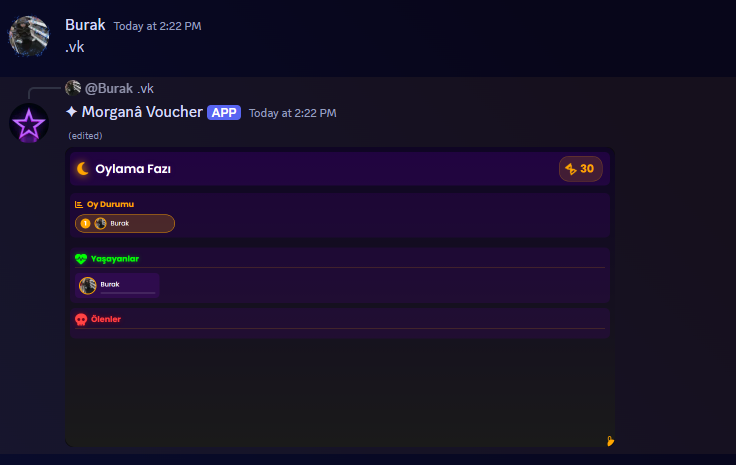 Burak Today at 2:22 PM
.vk
@Burak .vk
✦ Morganâ Voucher APP Today at 2:22 PM
(edited)
Oylama Fazı 30
Oy Durumu
1 Burak
Yaşayanlar
Burak
Ölenler